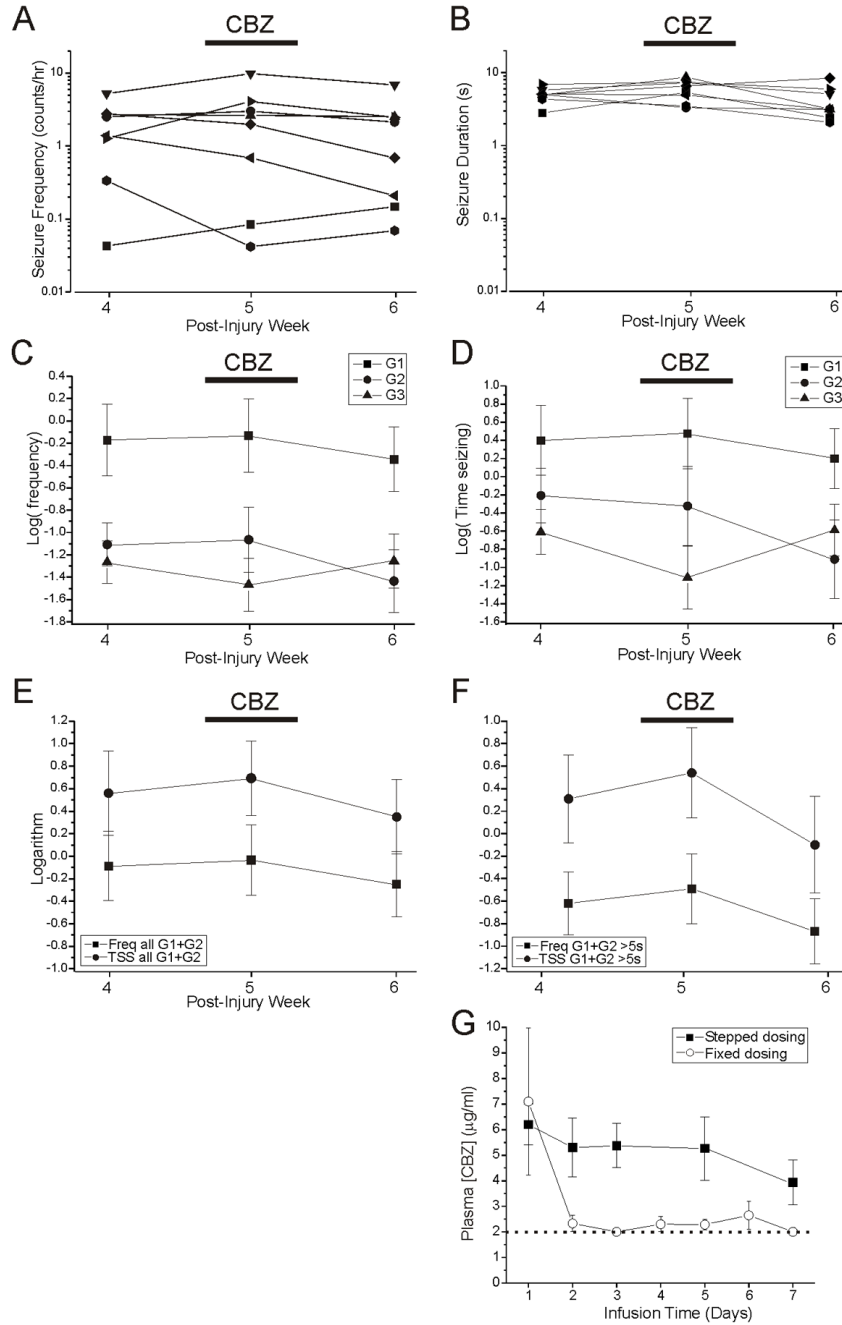 A
CBZ
Seizure Frequency (counts/hr)
10
1
0.1
0.01
4
5
6
Post-Injury Week
B
CBZ
Seizure Duration (s)
10
1
0.1
0.01
4
5
6
Post-Injury Week
C
CBZ
G1
G2
G3
Log( frequency)
0.4
0.2
0.0
-0.2
-0.4
-0.6
-0.8
-1.0
-1.2
-1.4
-1.6
-1.8
4
5
6
Post-Injury Week
D
CBZ
G1
G2
G3
Log( Time seizing)
1.0
0.8
0.6
0.4
0.2
0.0
-0.2
-0.4
-0.6
-0.8
-1.0
-1.2
-1.4
-1.6
4
5
6
Post-Injury Week
E
CBZ
Logarithm
1.2
1.0
0.8
0.6
0.4
0.2
0.0
-0.2
-0.4
-0.6
-0.8
-1.0
Freq all G1+G2
TSS all G1+G2
4
5
6
Post-Injury Week
F
CBZ
1.0
0.8
0.6
0.4
0.2
0.0
-0.2
-0.4
-0.6
-0.8
-1.0
-1.2
Freq G1+G2 >5s
TSS G1+G2 >5s
4
5
6
G
Stepped dosing
Fixed dosing
Plasma [CBZ] (μg/ml)
10
9
8
7
6
5
4
3
2
1
0
1
2
3
4
5
6
7
Infusion Time (Days)